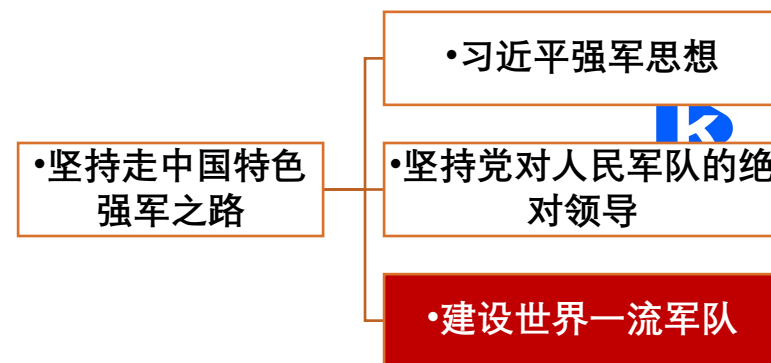 •习近平强军思想
k
•坚持走中国特色
强军之路
•坚持党对人民军队的绝
对领导
•建设世界一流军队